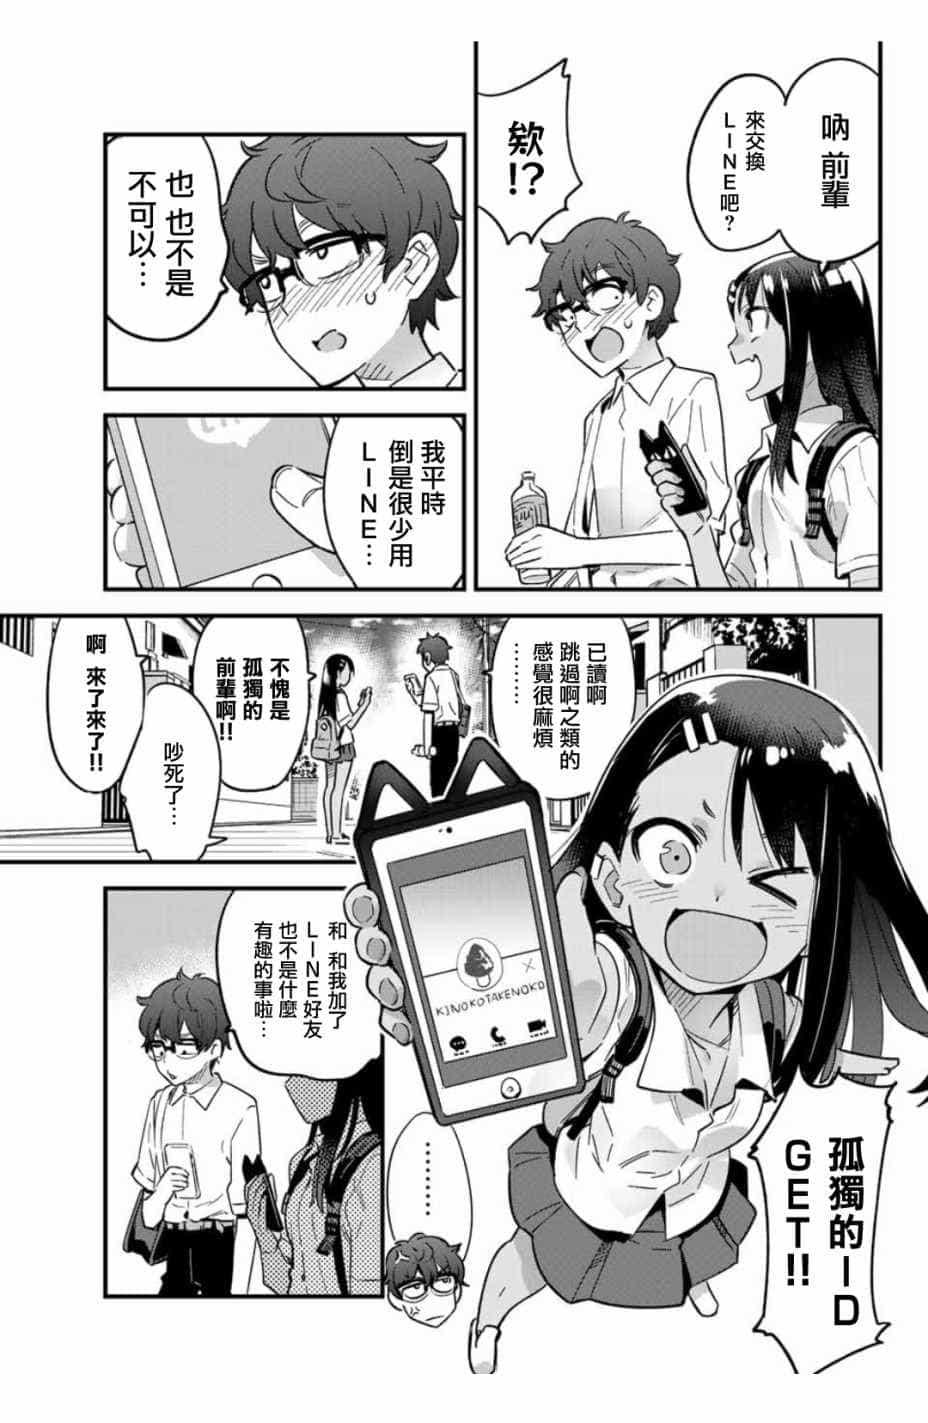 吶 前輩
來交換
LINE吧?
欸!?
也 也不是
不可以…
我平時
倒是很少用
LINE…
已讀啊
跳過啊之類的
感覺很麻煩
………
不愧是
孤獨的
前輩啊!!
吵死了…
啊 來了來了!!
KINOKOTAKENOKO
孤獨的ID
GET!!
………
和 和我加了
LINE好友
也不是什麼
有趣的事啦…